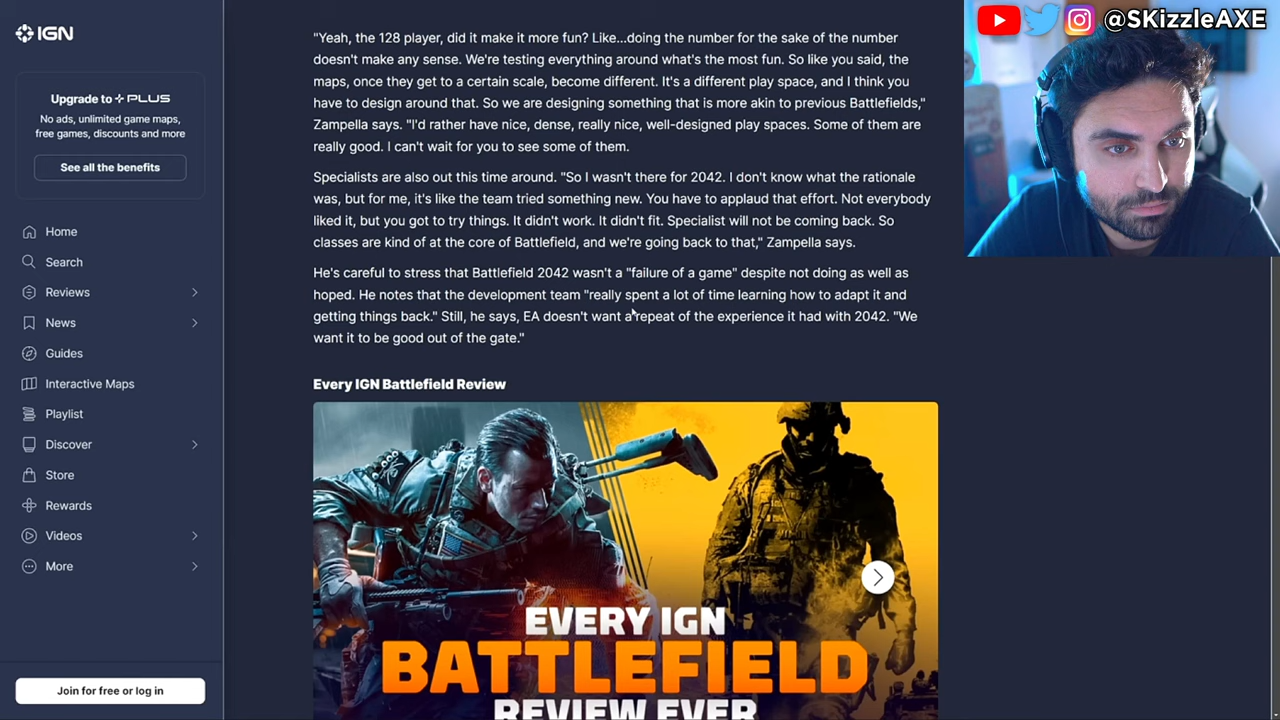 @SKizzleAXE
IGN
Upgrade to PLUS
No ads, unlimited game maps,
free games, discounts and more
See all the benefits
Home
Search
Reviews
News
Guides
Interactive Maps
Playlist
Discover
Store
Rewards
Videos
More
Join for free or log in
"Yeah, the 128 player, did it make it more fun? Like...doing the number for the sake of the number
doesn't make any sense. We're testing everything around what's the most fun. So like you said, the
maps, once they get to a certain scale, become different. It's a different play space, and I think you
have to design around that. So we are designing something that is more akin to previous Battlefields,"
Zampella says. "I'd rather have nice, dense, really nice, well-designed play spaces. Some of them are
really good. I can't wait for you to see some of them.
Specialists are also out this time around. "So I wasn't there for 2042. I don't know what the rationale
was, but for me, it's like the team tried something new. You have to applaud that effort. Not everybody
liked it, but you got to try things. It didn't work. It didn't fit. Specialist will not be coming back. So
classes are kind of at the core of Battlefield, and we're going back to that," Zampella says.
He's careful to stress that Battlefield 2042 wasn't a "failure of a game" despite not doing as well as
hoped. He notes that the development team "really spent a lot of time learning how to adapt it and
getting things back." Still, he says, EA doesn't want a repeat of the experience it had with 2042. "We
want it to be good out of the gate."
Every IGN Battlefield Review
EVERY IGN
BATTLEFIELD
REVIEW EVER